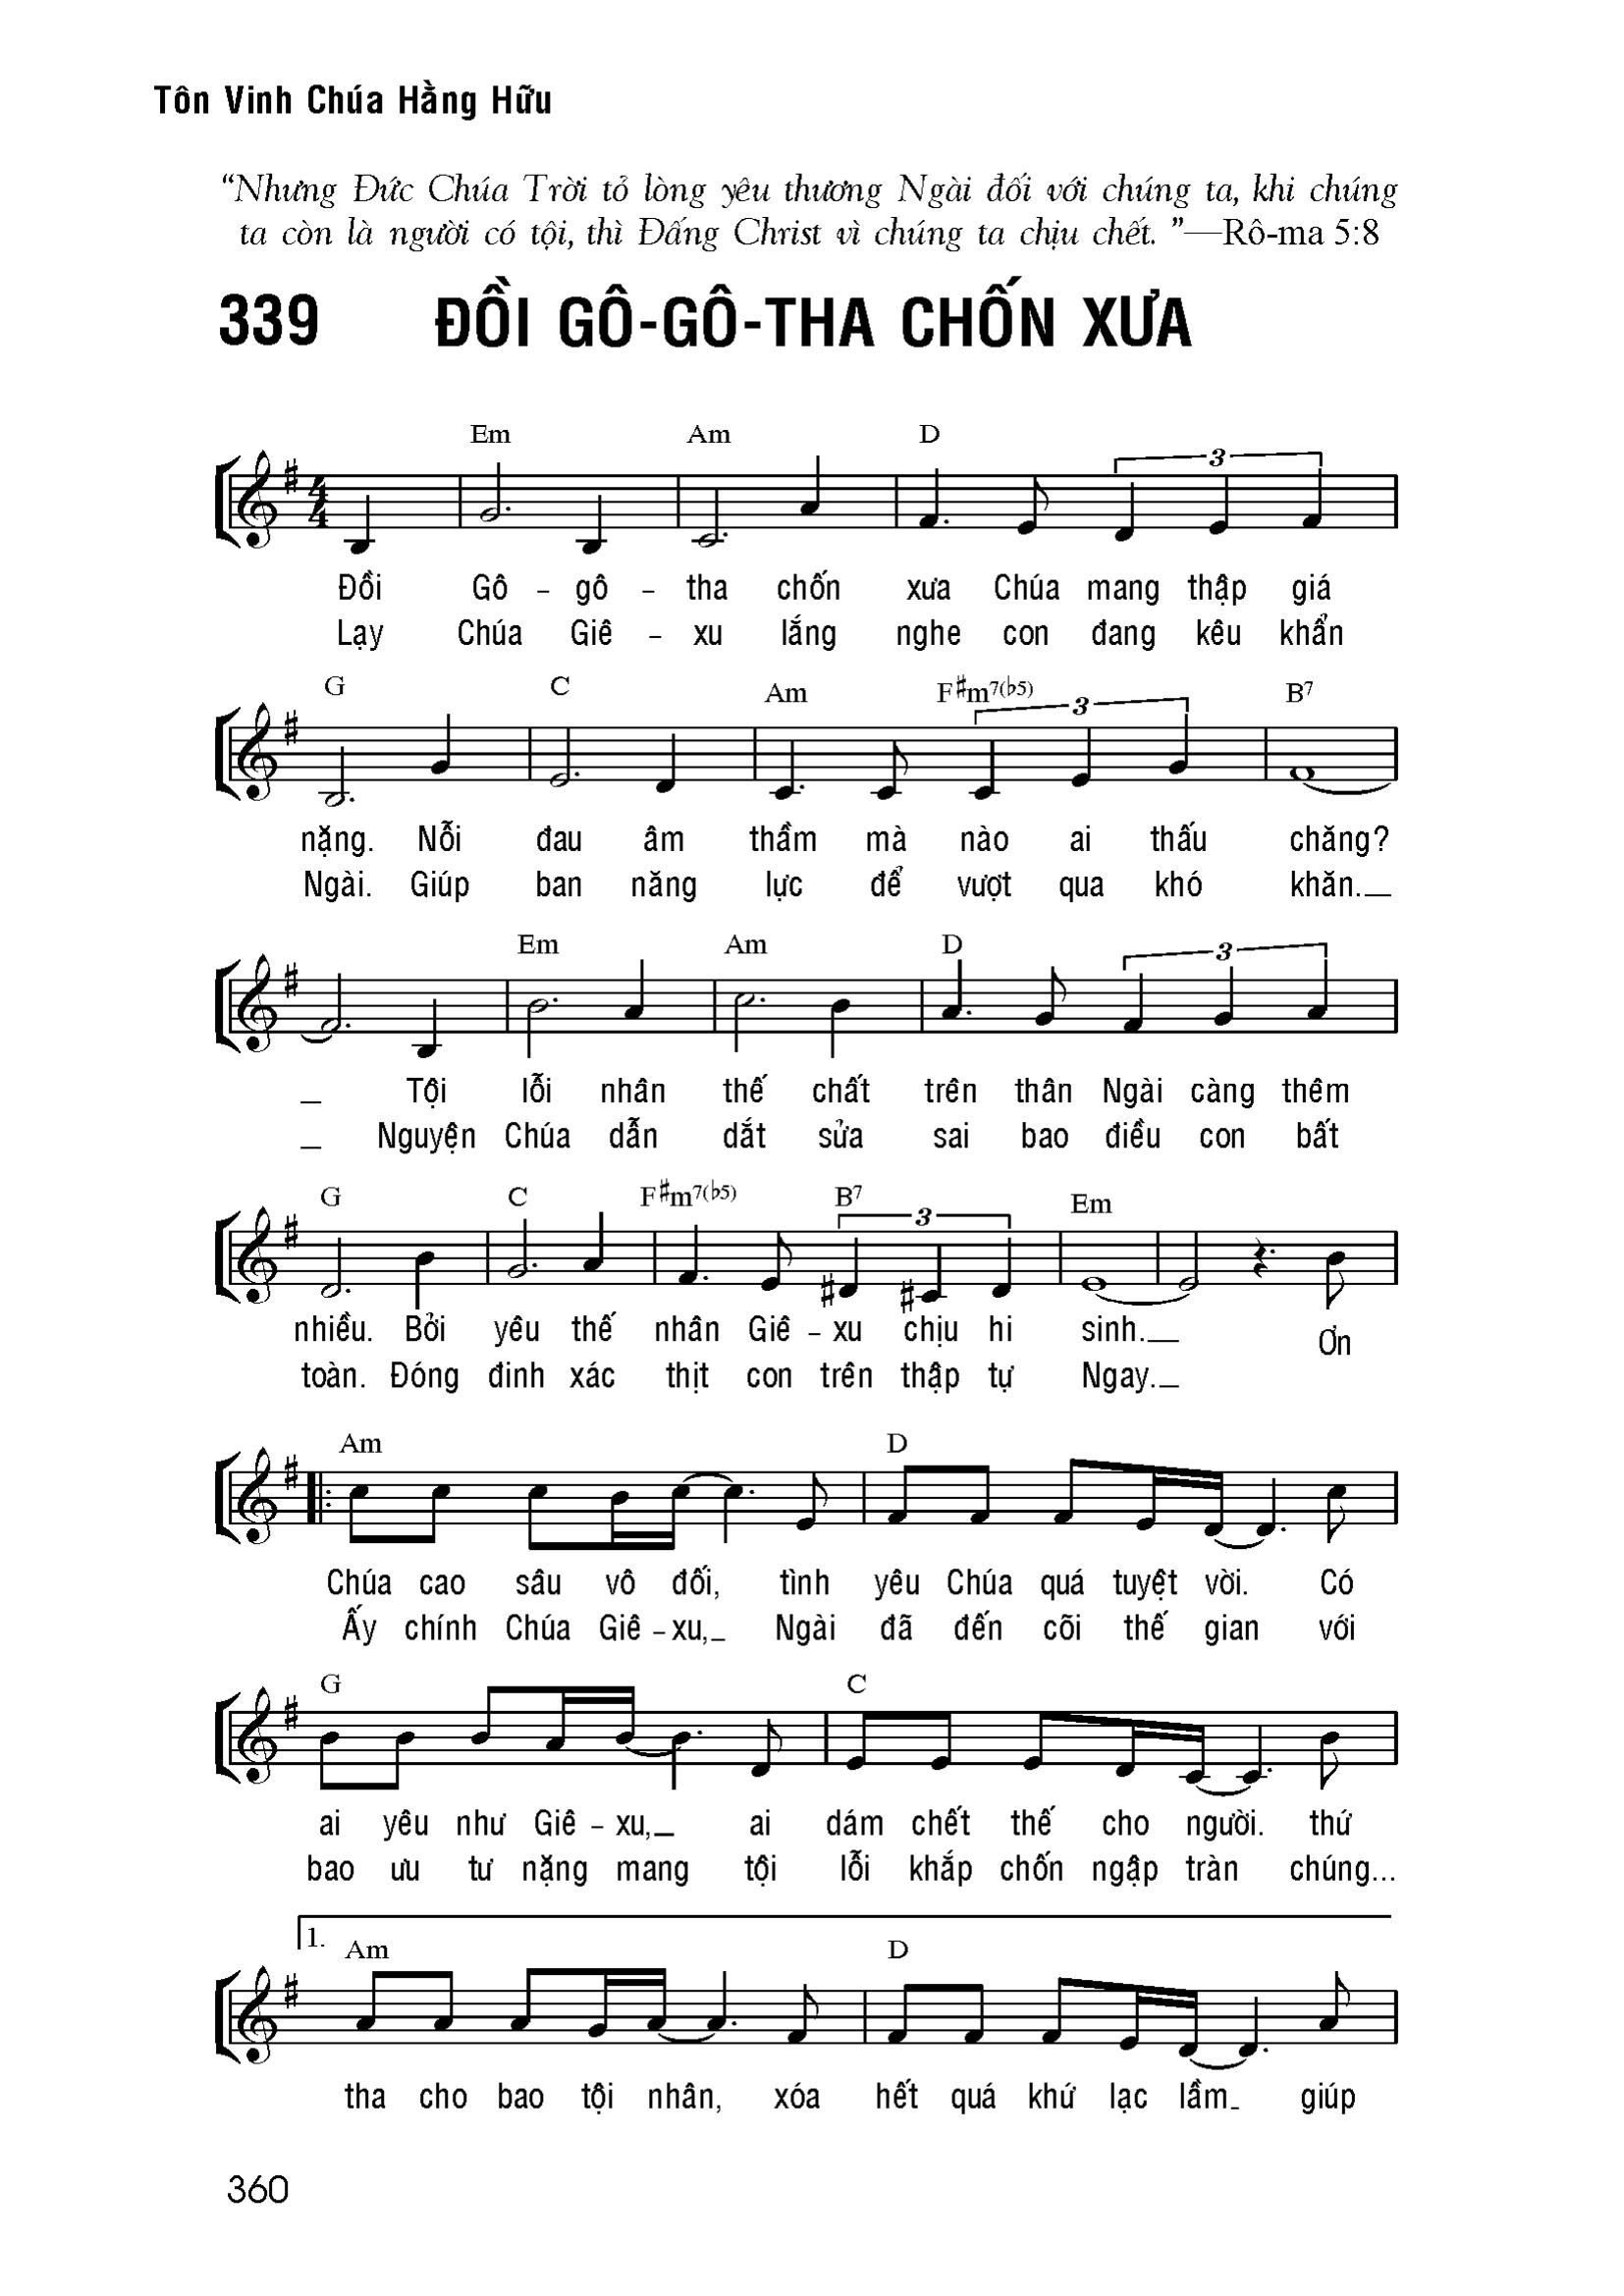 Tôn Vinh Chúa Hằng Hữu
“Nhưng Đức Chúa Trời tỏ lòng yêu thương Ngài đối với chúng ta, khi chúng
ta còn là người có tội, thì Đấng Christ vì chúng ta chịu chết. ”—Rô-ma 5:8
339 ĐỒI GÔ-GÔ-THA CHỐN XƯA
Em Am D
3
4/4
Đồi Gô - gô - tha chốn xưa Chúa mang thập giá
Lạy Chúa Giê - xu lắng nghe con đang kêu khẩn
G C Am F♯m7(♭5) B7
3
nặng. Nỗi đau âm thầm mà nào ai thấu chăng?
Ngài. Giúp ban năng lực để vượt qua khó khăn._
Em Am D
3
_ Tội lỗi nhân thế chất trên thân Ngài càng thêm
_ Nguyện Chúa dẫn dắt sửa sai bao điều con bất
G C F♯m7(♭5) B7 Em
3
nhiều. Bởi yêu thế nhân Giê - xu chịu hi sinh._ Ơn
toàn. Đóng đinh xác thịt con trên thập tự Ngay._
Am D
Chúa cao sâu vô đối, tình yêu Chúa quá tuyệt vời. Có
Ấy chính Chúa Giê - xu,_ Ngài đã đến cõi thế gian với
G C
ai yêu như Giê - xu,_ ai dám chết thế cho người. thứ
bao ưu tư nặng mang tội lỗi khắp chốn ngập tràn chúng...
1.
Am D
tha cho bao tội nhân, xóa hết quá khứ lạc lầm_ giúp
360